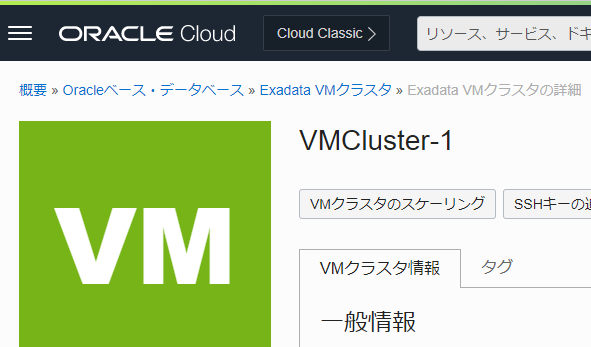 ORACLE Cloud
Cloud Classic >
リソース、サービス、ドキ
概要 » Oracleベース・データベース » Exadata VMクラスタ » Exadata VMクラスタの詳細
VM
VMCluster-1
VMクラスタのスケーリング
SSHキーの追
VMクラスタ情報
タグ
一般情報